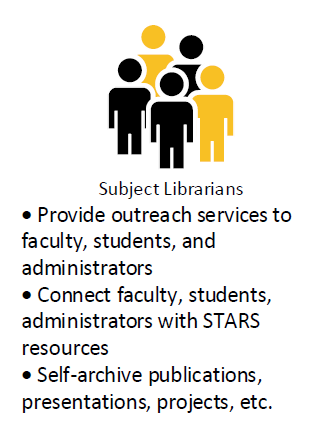 Subject Librarians
• Provide outreach services to
faculty, students, and
administrators
• Connect faculty, students,
administrators with STARS
resources
• Self-archive publications,
presentations, projects, etc.